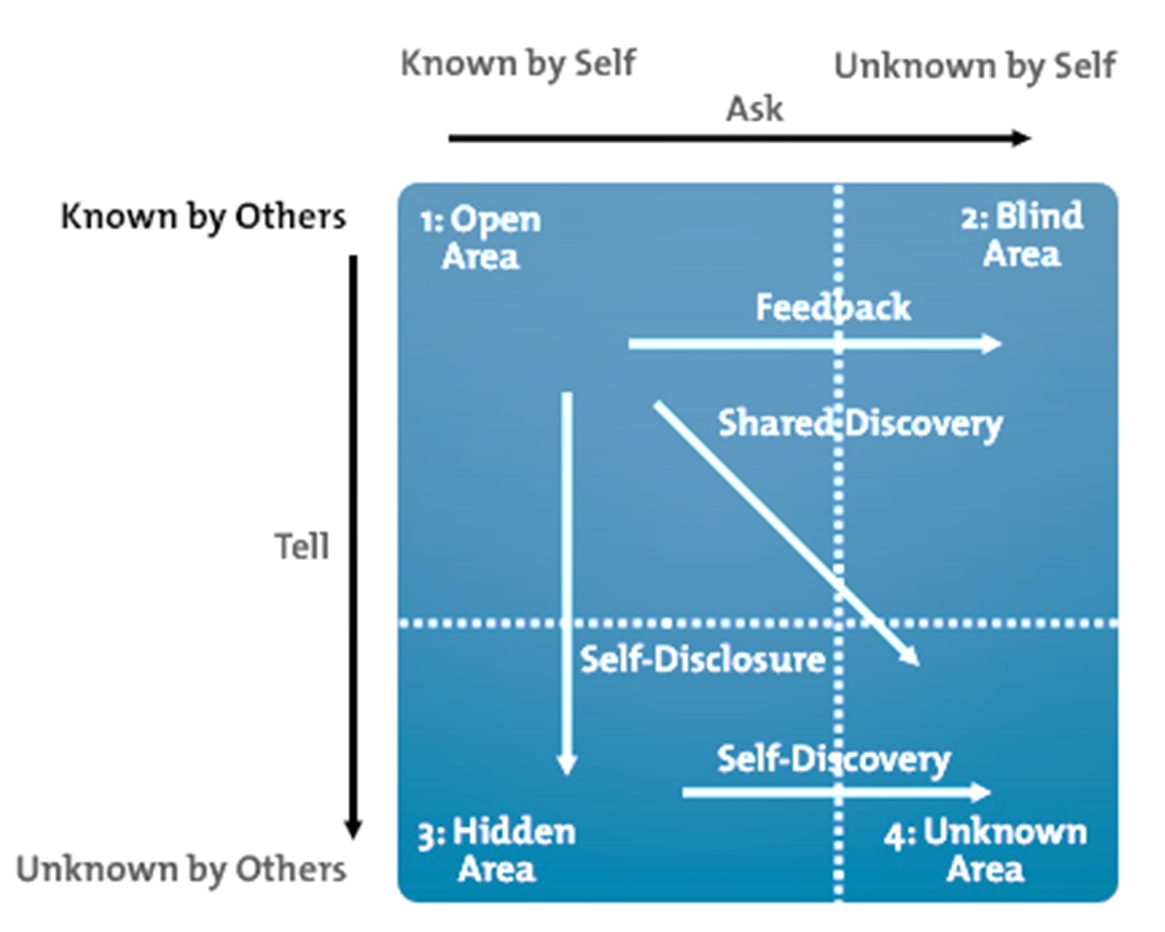 Known by Self
Unknown by Self
Ask
Known by Others
1: Open
Area
2: Blind
Area
Feedback
Shared Discovery
Tell
Self-Disclosure
Self-Discovery
3: Hidden
Area
4: Unknown
Area
Unknown by Others